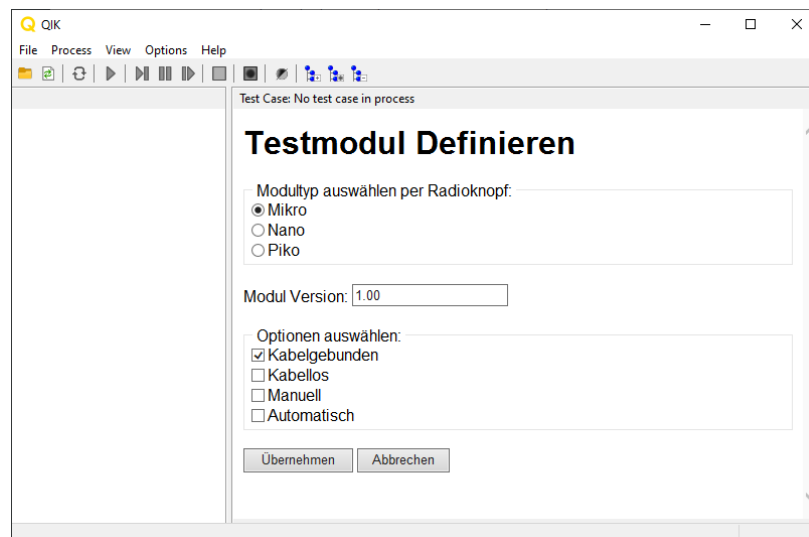 QIK
File Process View Options Help
Test Case: No test case in process
Testmodul Definieren
Modultyp auswählen per Radioknopf:
Mikro
Nano
Piko
Modul Version: 1.00
Optionen auswählen:
Kabelgebunden
Kabellos
Manuell
Automatisch
Übernehmen Abbrechen